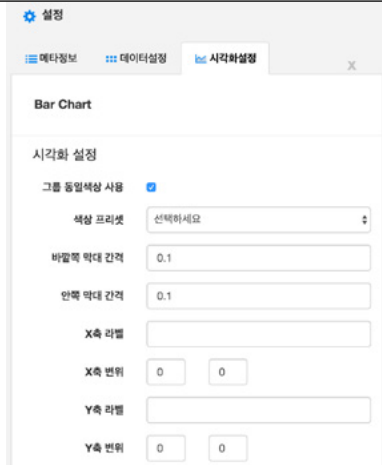 설정
메타정보 데이터설정 시각화설정 X
Bar Chart
시각화 설정
그룹 동일색상 사용
색상 프리셋 선택하세요
바깥쪽 막대 간격 0.1
안쪽 막대 간격 0.1
X축 라벨
X축 변위 0 0
Y축 라벨
Y축 변위 0 0